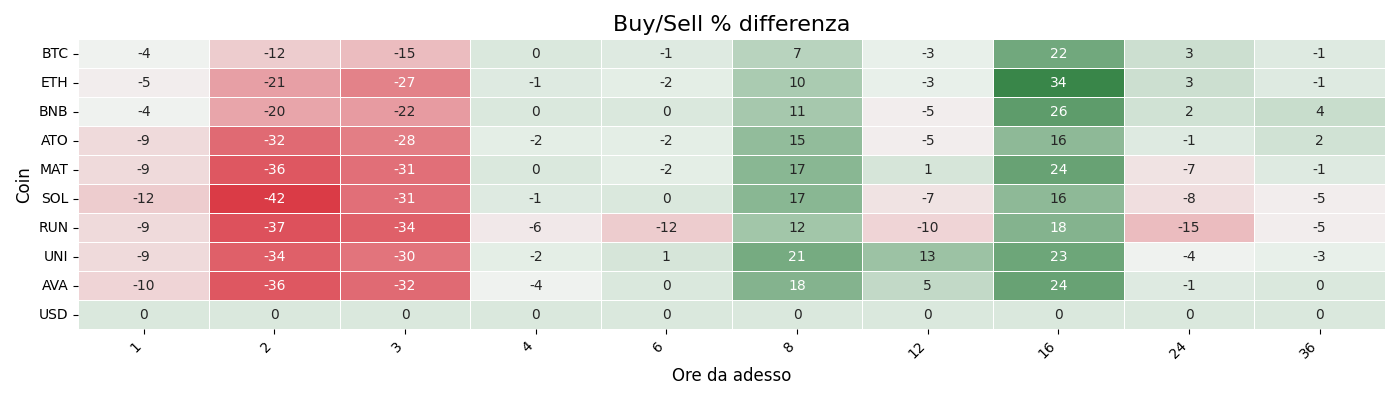 Buy/Sell % differenza
Coin
BTC -4 -12 -15 0 -1 7 -3 22 3 -1
ETH -5 -21 -27 -1 -2 10 -3 34 3 -1
BNB -4 -20 -22 0 0 11 -5 26 2 4
ATO -9 -32 -28 -2 -2 15 -5 16 -1 2
MAT -9 -36 -31 0 -2 17 1 24 -7 -1
SOL -12 -42 -31 -1 0 17 -7 16 -8 -5
RUN -9 -37 -34 -6 -12 12 -10 18 -15 -5
UNI -9 -34 -30 -2 1 21 13 23 -4 -3
AVA -10 -36 -32 -4 0 18 5 24 -1 0
USD 0 0 0 0 0 0 0 0 0 0
1 2 3 4 6 8 12 16 24 36
Ore da adesso